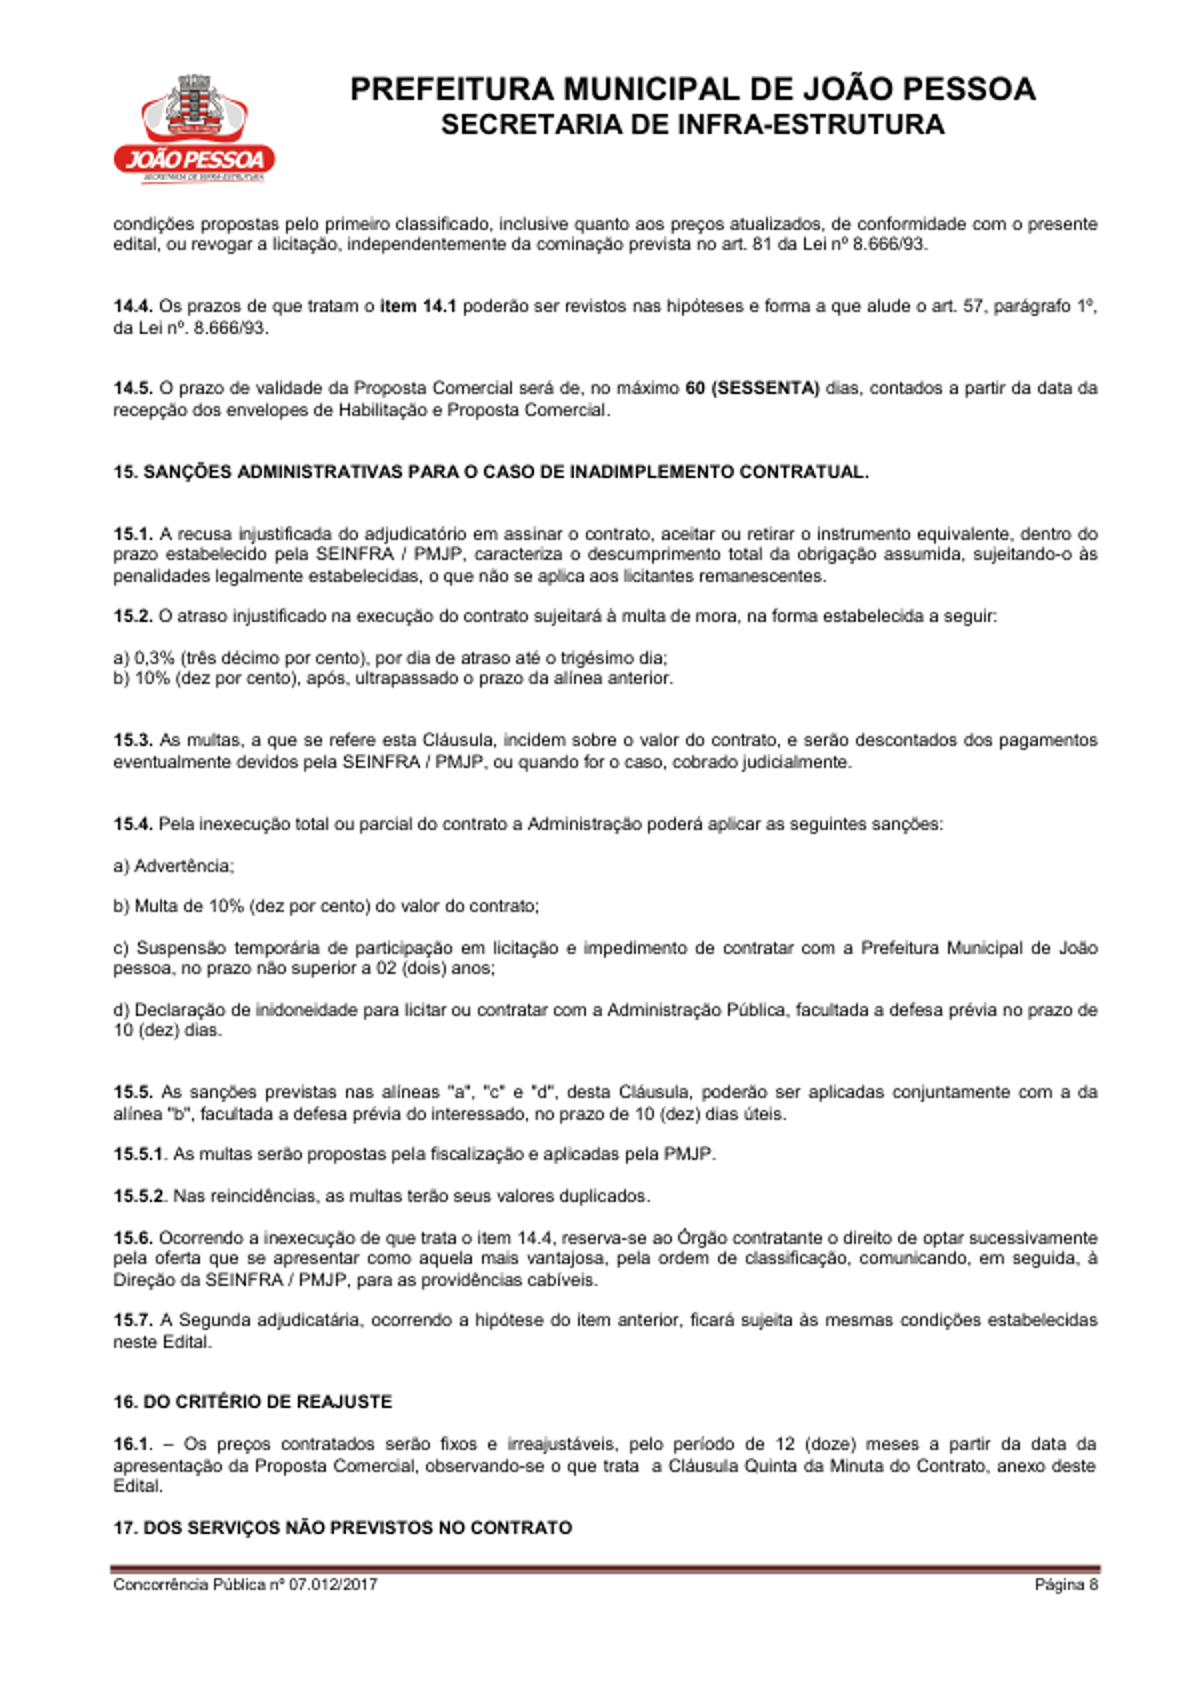 PREFEITURA MUNICIPAL DE JOÃO PESSOA
SECRETARIA DE INFRA-ESTRUTURA
JOÃO PESSOA
SECRETARIA DE INFRA-ESTRUTURA
condições propostas pelo primeiro classificado, inclusive quanto aos preços atualizados, de conformidade com o presente
edital, ou revogar a licitação, independentemente da cominação prevista no art. 81 da Lei nº 8.666/93.
14.4. Os prazos de que tratam o item 14.1 poderão ser revistos nas hipóteses e forma a que alude o art. 57, parágrafo 1º,
da Lei nº. 8.666/93.
14.5. O prazo de validade da Proposta Comercial será de, no máximo 60 (SESSENTA) dias, contados a partir da data da
recepção dos envelopes de Habilitação e Proposta Comercial.
15. SANÇÕES ADMINISTRATIVAS PARA O CASO DE INADIMPLEMENTO CONTRATUAL.
15.1. A recusa injustificada do adjudicatório em assinar o contrato, aceitar ou retirar o instrumento equivalente, dentro do
prazo estabelecido pela SEINFRA / PMJP, caracteriza o descumprimento total da obrigação assumida, sujeitando-o às
penalidades legalmente estabelecidas, o que não se aplica aos licitantes remanescentes.
15.2. O atraso injustificado na execução do contrato sujeitará à multa de mora, na forma estabelecida a seguir:
a) 0,3% (três décimo por cento), por dia de atraso até o trigésimo dia;
b) 10% (dez por cento), após, ultrapassado o prazo da alínea anterior.
15.3. As multas, a que se refere esta Cláusula, incidem sobre o valor do contrato, e serão descontados dos pagamentos
eventualmente devidos pela SEINFRA / PMJP, ou quando for o caso, cobrado judicialmente.
15.4. Pela inexecução total ou parcial do contrato a Administração poderá aplicar as seguintes sanções:
a) Advertência;
b) Multa de 10% (dez por cento) do valor do contrato;
c) Suspensão temporária de participação em licitação e impedimento de contratar com a Prefeitura Municipal de João
pessoa, no prazo não superior a 02 (dois) anos;
d) Declaração de inidoneidade para licitar ou contratar com a Administração Pública, facultada a defesa prévia no prazo de
10 (dez) dias.
15.5. As sanções previstas nas alíneas "a", "c" e "d", desta Cláusula, poderão ser aplicadas conjuntamente com a da
alínea "b", facultada a defesa prévia do interessado, no prazo de 10 (dez) dias úteis.
15.5.1. As multas serão propostas pela fiscalização e aplicadas pela PMJP.
15.5.2. Nas reincidências, as multas terão seus valores duplicados.
15.6. Ocorrendo a inexecução de que trata o item 14.4, reserva-se ao Órgão contratante o direito de optar sucessivamente
pela oferta que se apresentar como aquela mais vantajosa, pela ordem de classificação, comunicando, em seguida, à
Direção da SEINFRA / PMJP, para as providências cabíveis.
15.7. A Segunda adjudicatária, ocorrendo a hipótese do item anterior, ficará sujeita às mesmas condições estabelecidas
neste Edital.
16. DO CRITÉRIO DE REAJUSTE
16.1. – Os preços contratados serão fixos e irreajustáveis, pelo período de 12 (doze) meses a partir da data da
apresentação da Proposta Comercial, observando-se o que trata a Cláusula Quinta da Minuta do Contrato, anexo deste
Edital.
17. DOS SERVIÇOS NÃO PREVISTOS NO CONTRATO
Concorrência Pública nº 07.012/2017
Página 8